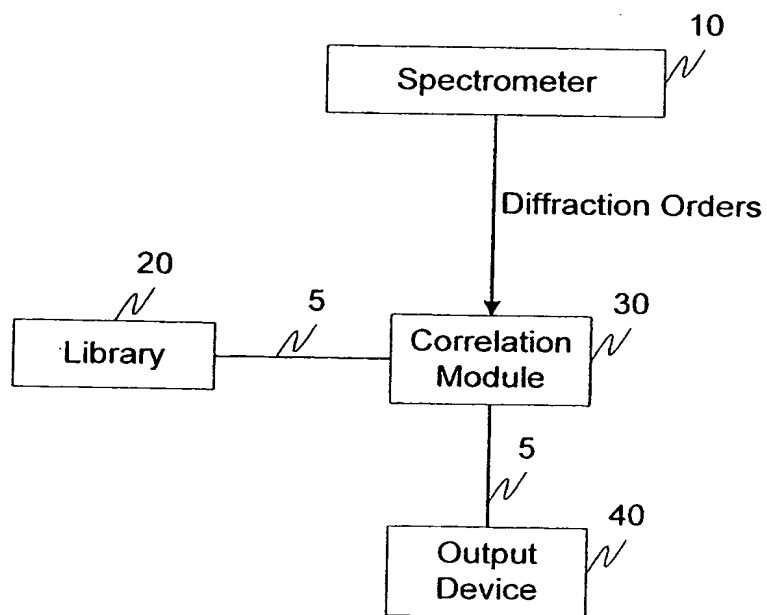 10
Spectrometer
Diffraction Orders
20
5
30
Library
Correlation
Module
5
40
Output
Device